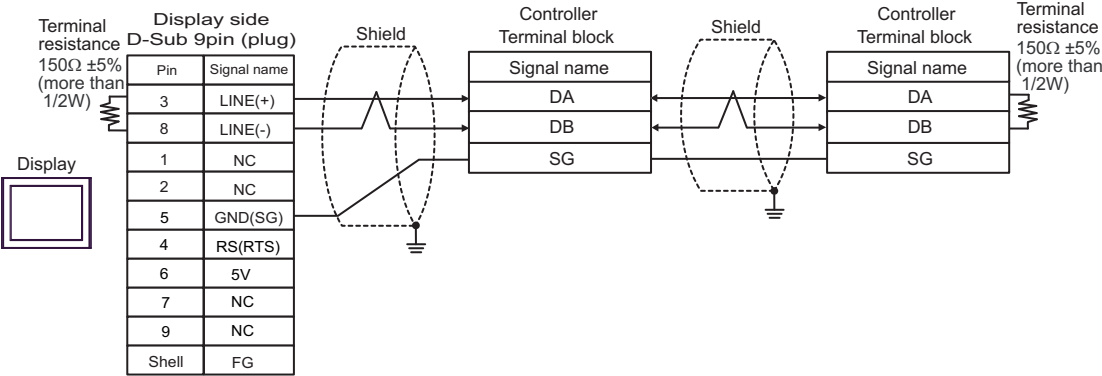 Terminal
resistance
150Ω ±5%
(more than
1/2W)
Display side
D-Sub 9pin (plug)
Pin Signal name
3 LINE(+)
8 LINE(-)
1 NC
2 NC
5 GND(SG)
4 RS(RTS)
6 5V
7 NC
9 NC
Shell FG
Display
Shield
Controller
Terminal block
Signal name
DA
DB
SG
Shield
Controller
Terminal block
Signal name
DA
DB
SG
Terminal
resistance
150Ω ±5%
(more than
1/2W)